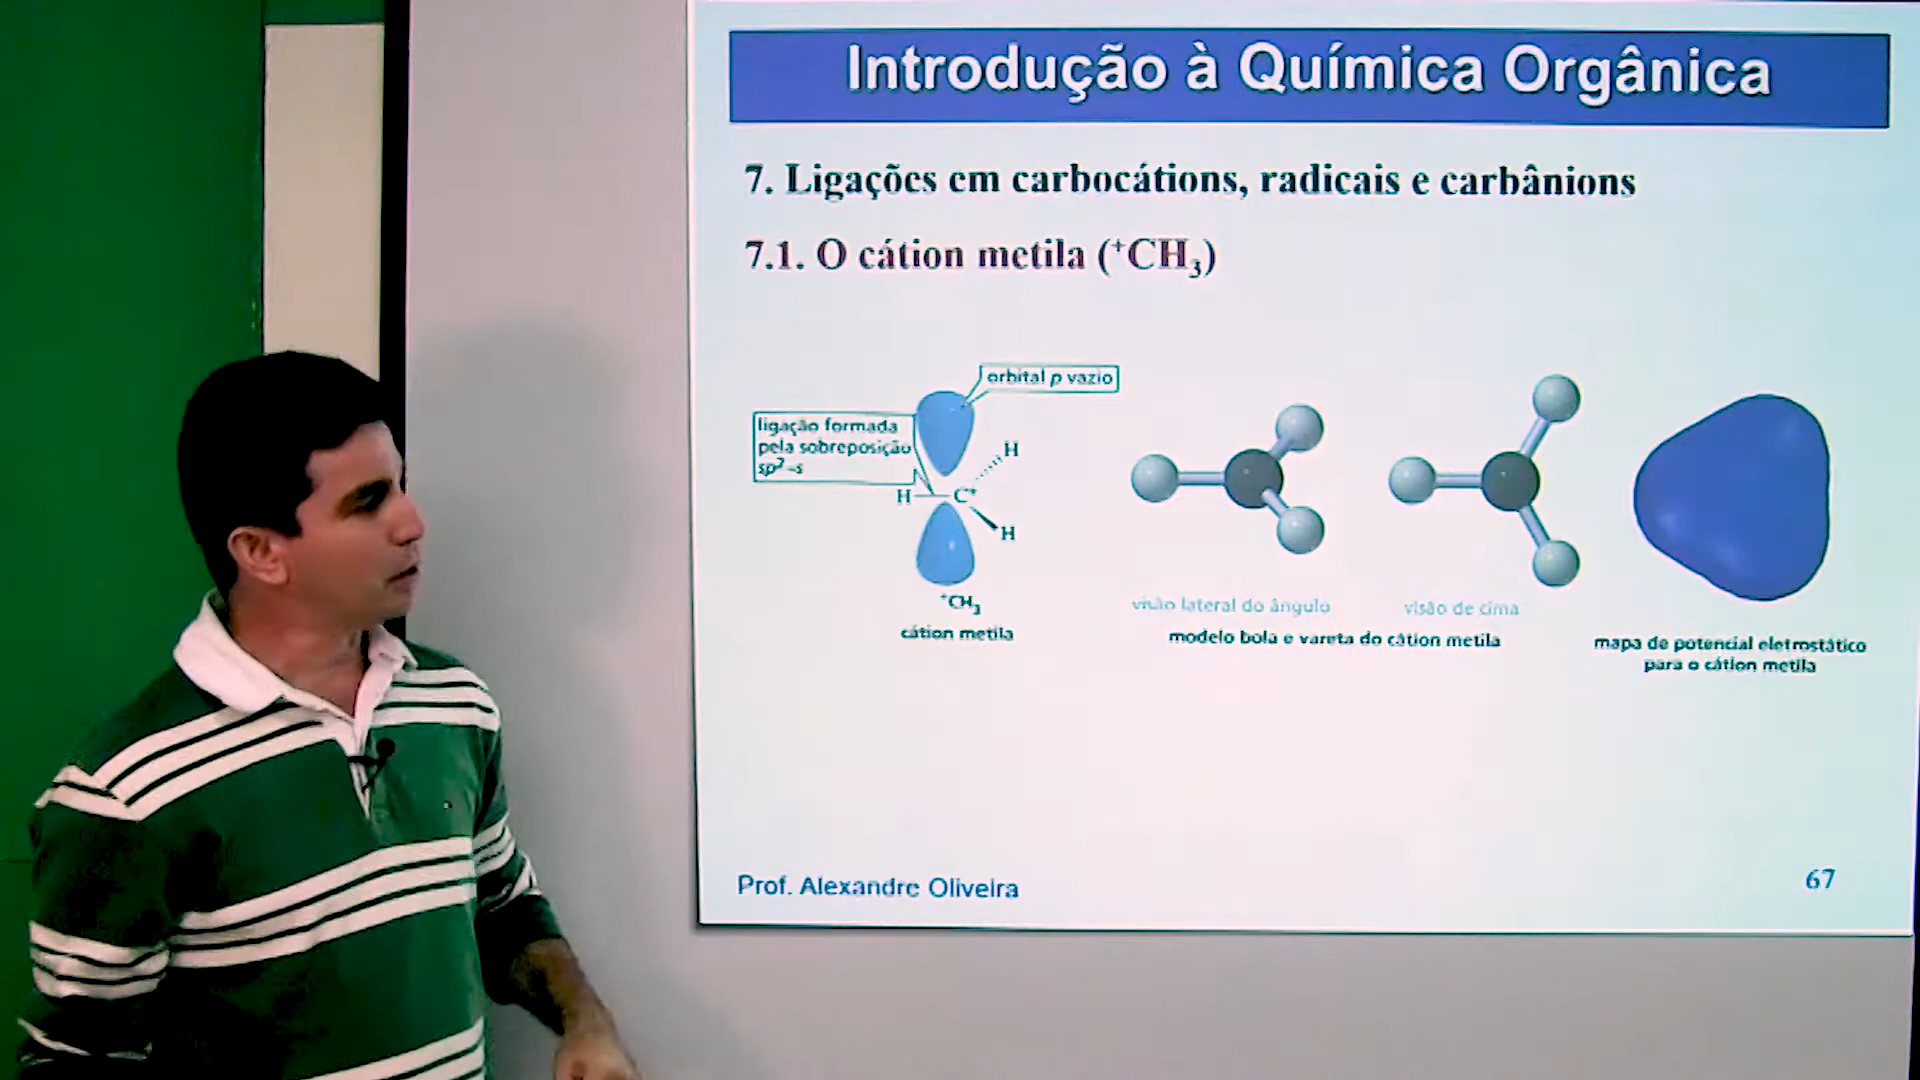 Introdução à Química Orgânica
7. Ligações em carbocátions, radicais e carbânions
7.1. O cátion metila (⁺CH₃)
orbital p vazio
ligação formada
pela sobreposição
sp²–s
H
H
C⁺
H
⁺CH₃
cátion metila
visão lateral do ângulo
visão de cima
modelo bola e vareta do cátion metila
mapa de potencial eletrostático
para o cátion metila
Prof. Alexandre Oliveira
67